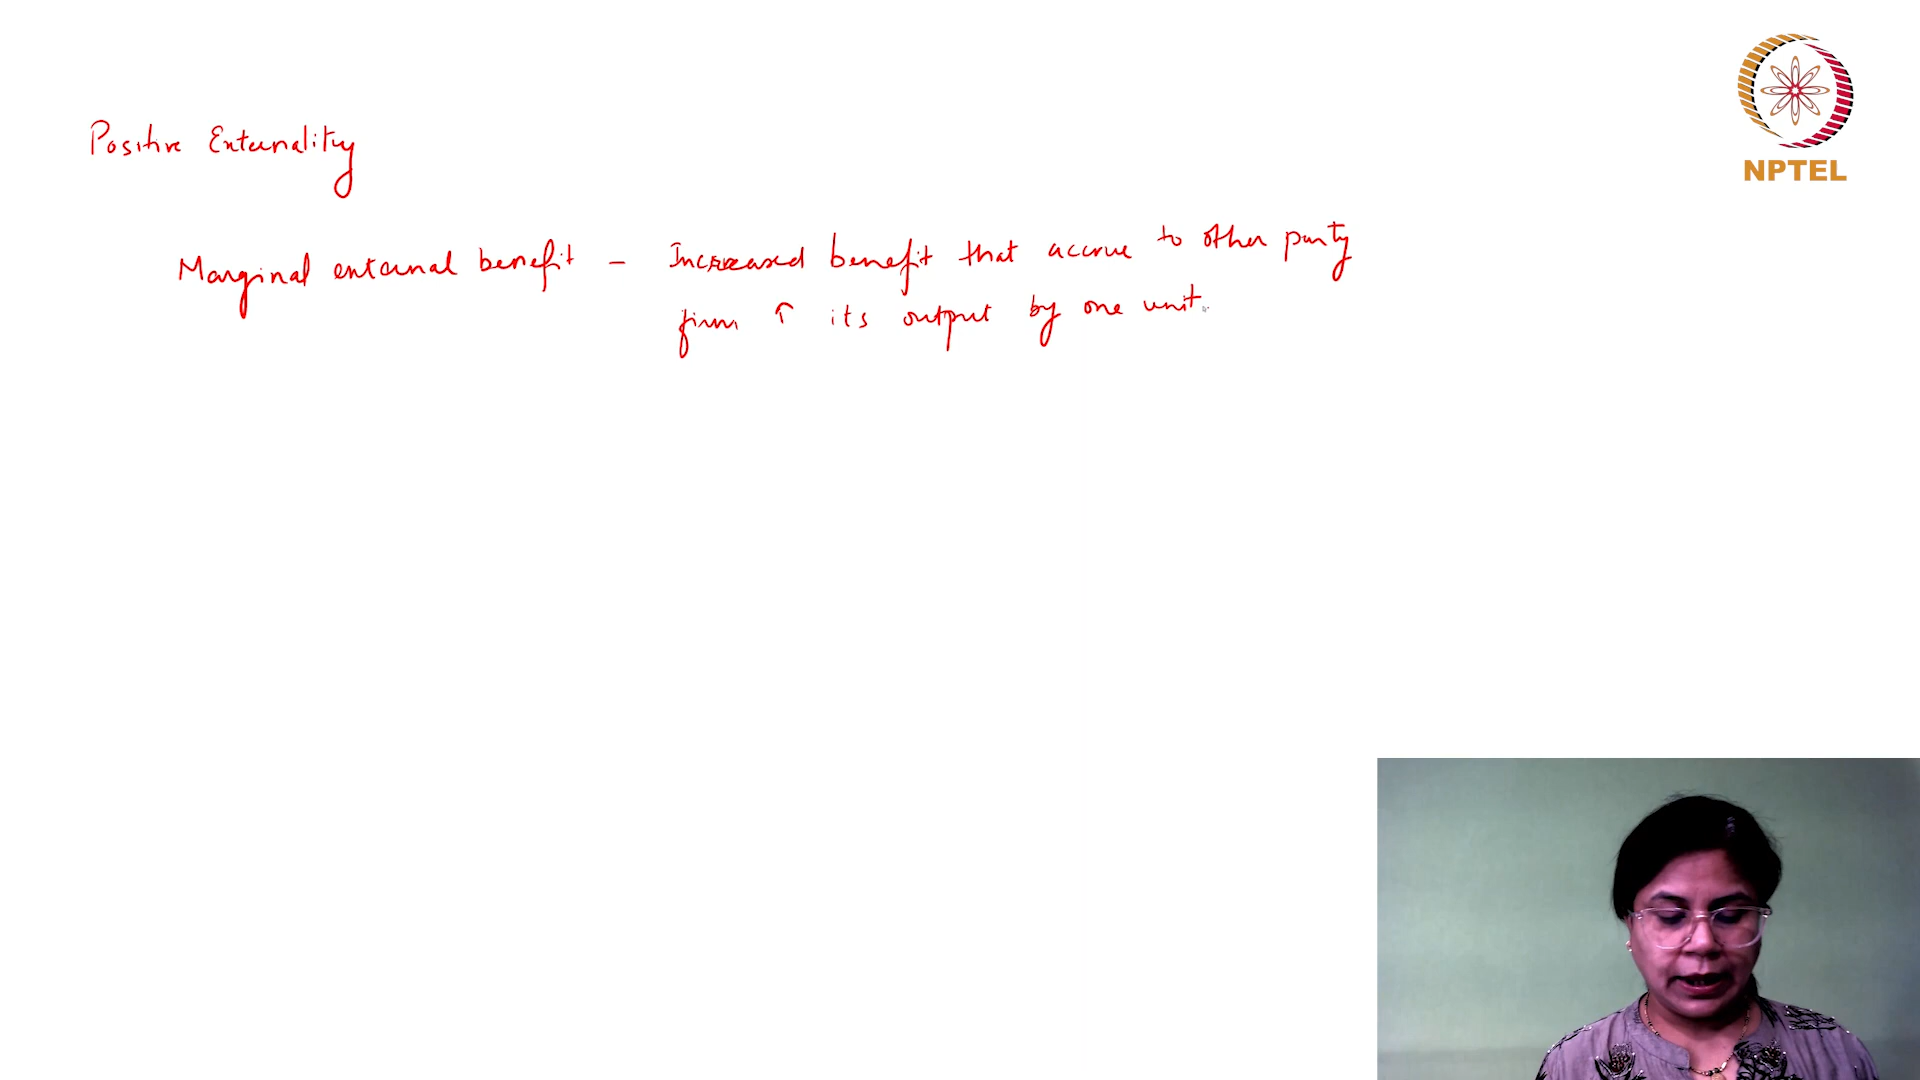 Positive Externality
NPTEL
Marginal external benefit - Increased benefit that accrue to other party
firm ↑ its output by one unit.